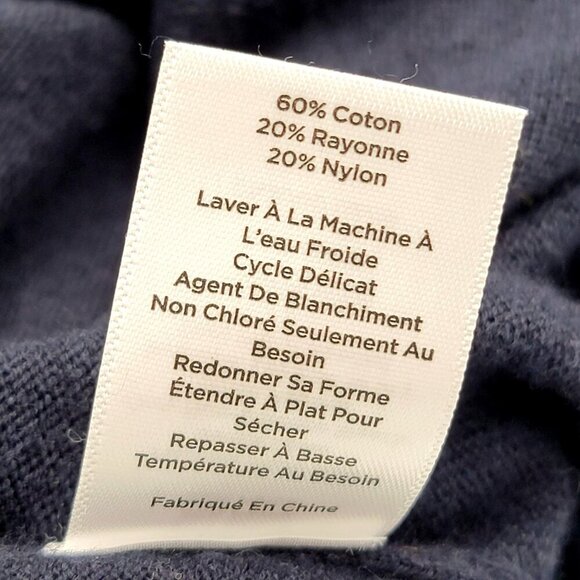 60% Coton
20% Rayonne
20% Nylon
Laver À La Machine À
L'eau Froide
Cycle Délicat
Agent De Blanchiment
Non Chloré Seulement Au
Besoin
Redonner Sa Forme
Étendre À Plat Pour
Sécher
Repasser À Basse
Température Au Besoin
Fabriqué En Chine